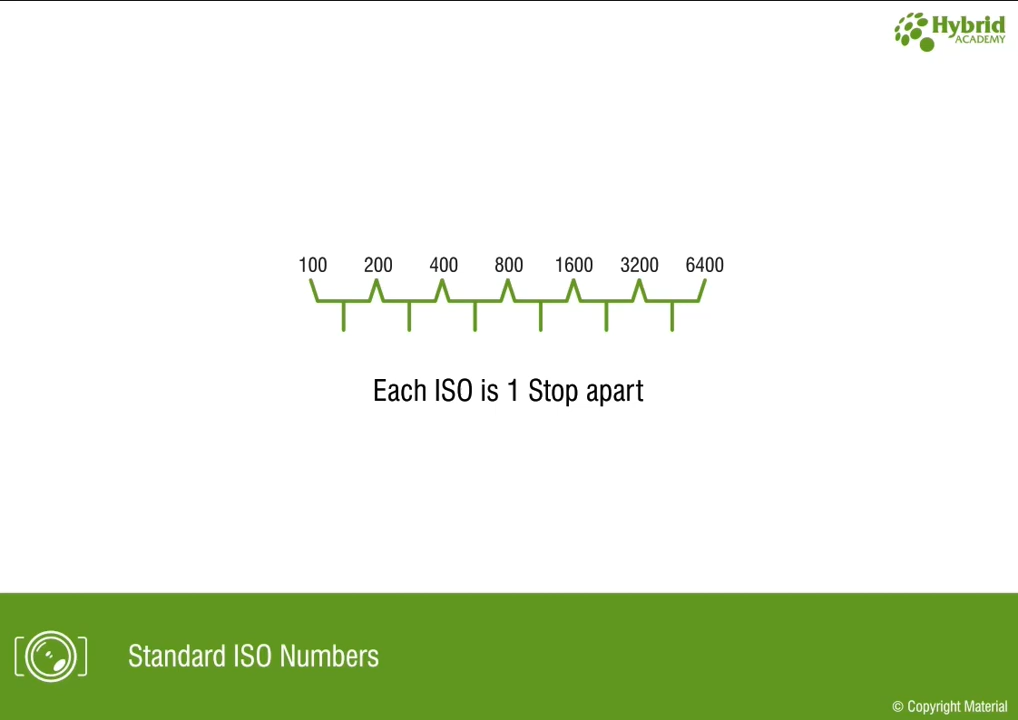 Hybrid
ACADEMY
100 200 400 800 1600 3200 6400
Each ISO is 1 Stop apart
Standard ISO Numbers
© Copyright Material